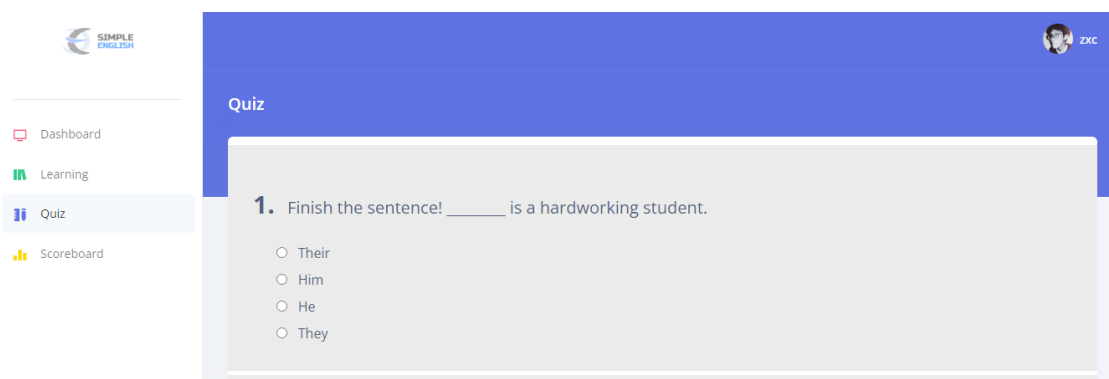 SIMPLE
ENGLISH
zxc
Quiz
Dashboard
Learning
Quiz
Scoreboard
1. Finish the sentence! _______ is a hardworking student.
Their
Him
He
They